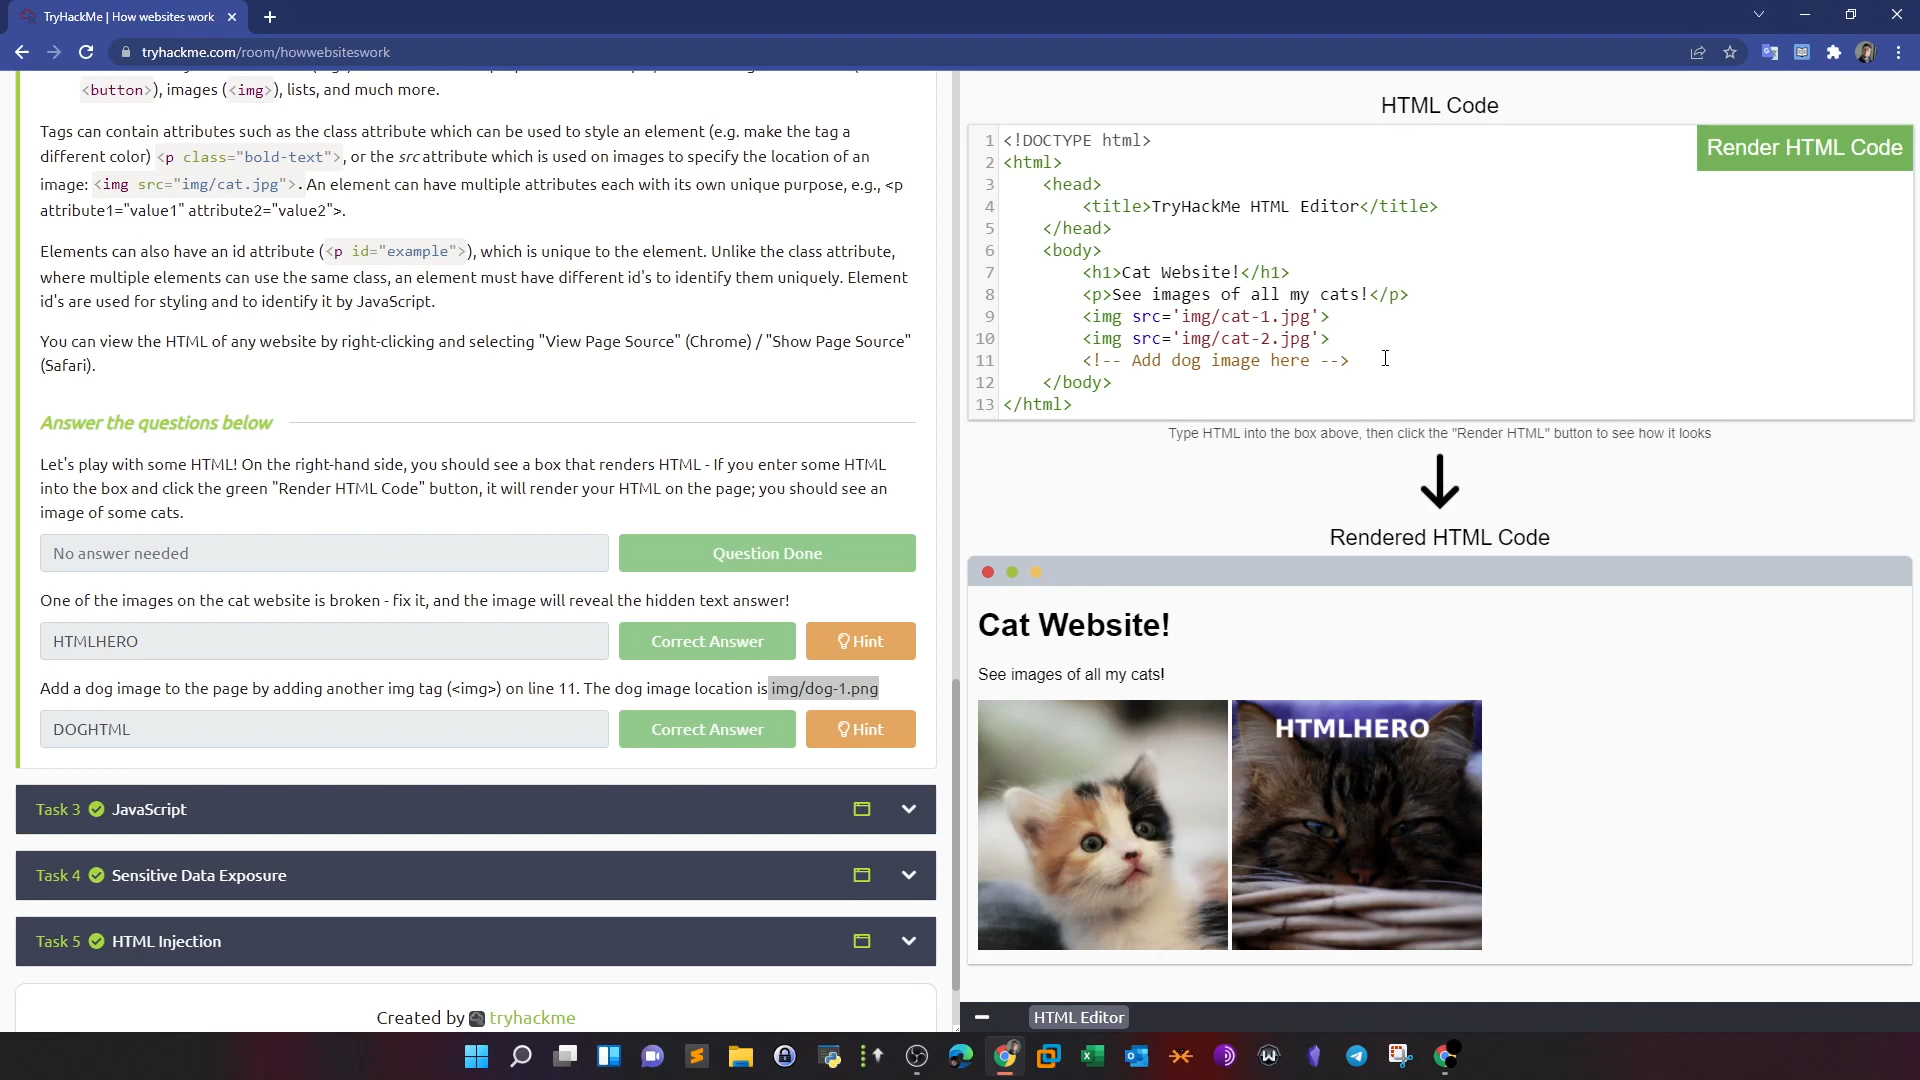 TryHackMe | How websites work
tryhackme.com/room/howwebsiteswork
<button>), images (<img>), lists, and much more.
Tags can contain attributes such as the class attribute which can be used to style an element (e.g. make the tag a
different color) <p class="bold-text">, or the src attribute which is used on images to specify the location of an
image: <img src="img/cat.jpg">. An element can have multiple attributes each with its own unique purpose, e.g., <p
attribute1="value1" attribute2="value2">.
Elements can also have an id attribute (<p id="example">), which is unique to the element. Unlike the class attribute,
where multiple elements can use the same class, an element must have different id's to identify them uniquely. Element
id's are used for styling and to identify it by JavaScript.
You can view the HTML of any website by right-clicking and selecting "View Page Source" (Chrome) / "Show Page Source"
(Safari).
Answer the questions below
Let's play with some HTML! On the right-hand side, you should see a box that renders HTML - If you enter some HTML
into the box and click the green "Render HTML Code" button, it will render your HTML on the page; you should see an
image of some cats.
No answer needed
Question Done
One of the images on the cat website is broken - fix it, and the image will reveal the hidden text answer!
HTMLHERO
Correct Answer
Hint
Add a dog image to the page by adding another img tag (<img>) on line 11. The dog image location is img/dog-1.png
DOGHTML
Correct Answer
Hint
Task 3 JavaScript
Task 4 Sensitive Data Exposure
Task 5 HTML Injection
Created by tryhackme
HTML Code
Render HTML Code
1 <!DOCTYPE html>
2 <html>
3 <head>
4 <title>TryHackMe HTML Editor</title>
5 </head>
6 <body>
7 <h1>Cat Website!</h1>
8 <p>See images of all my cats!</p>
9 <img src='img/cat-1.jpg'>
10 <img src='img/cat-2.jpg'>
11 <!-- Add dog image here -->
12 </body>
13 </html>
Type HTML into the box above, then click the "Render HTML" button to see how it looks
Rendered HTML Code
Cat Website!
See images of all my cats!
HTMLHERO
HTML Editor